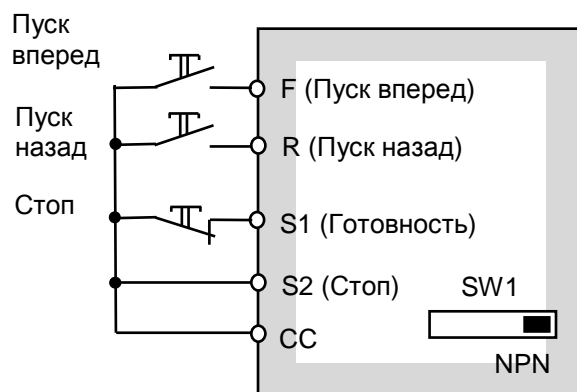 Пуск
вперед
F (Пуск вперед)
Пуск
назад
R (Пуск назад)
Стоп
S1 (Готовность)
S2 (Стоп)
SW1
CC
NPN